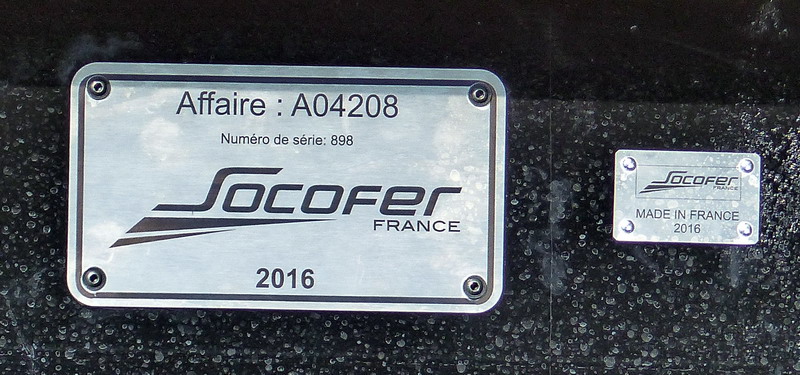 Affaire : A04208
Numéro de série: 898
Socofer
FRANCE
2016
Socofer
FRANCE
MADE IN FRANCE
2016